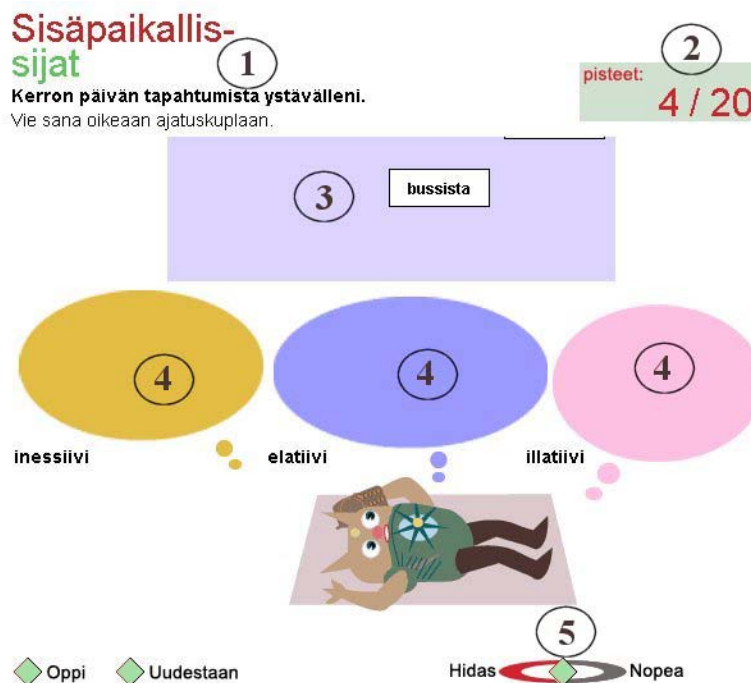 Sisäpaikallis-
sijat
1
2
Kerron päivän tapahtumista ystävälleni.
Vie sana oikeaan ajatuskuplaan.
pisteet:
4 / 20
3
bussista
4
4
4
inessiivi
elatiivi
illatiivi
5
Oppi
Uudestaan
Hidas
Nopea